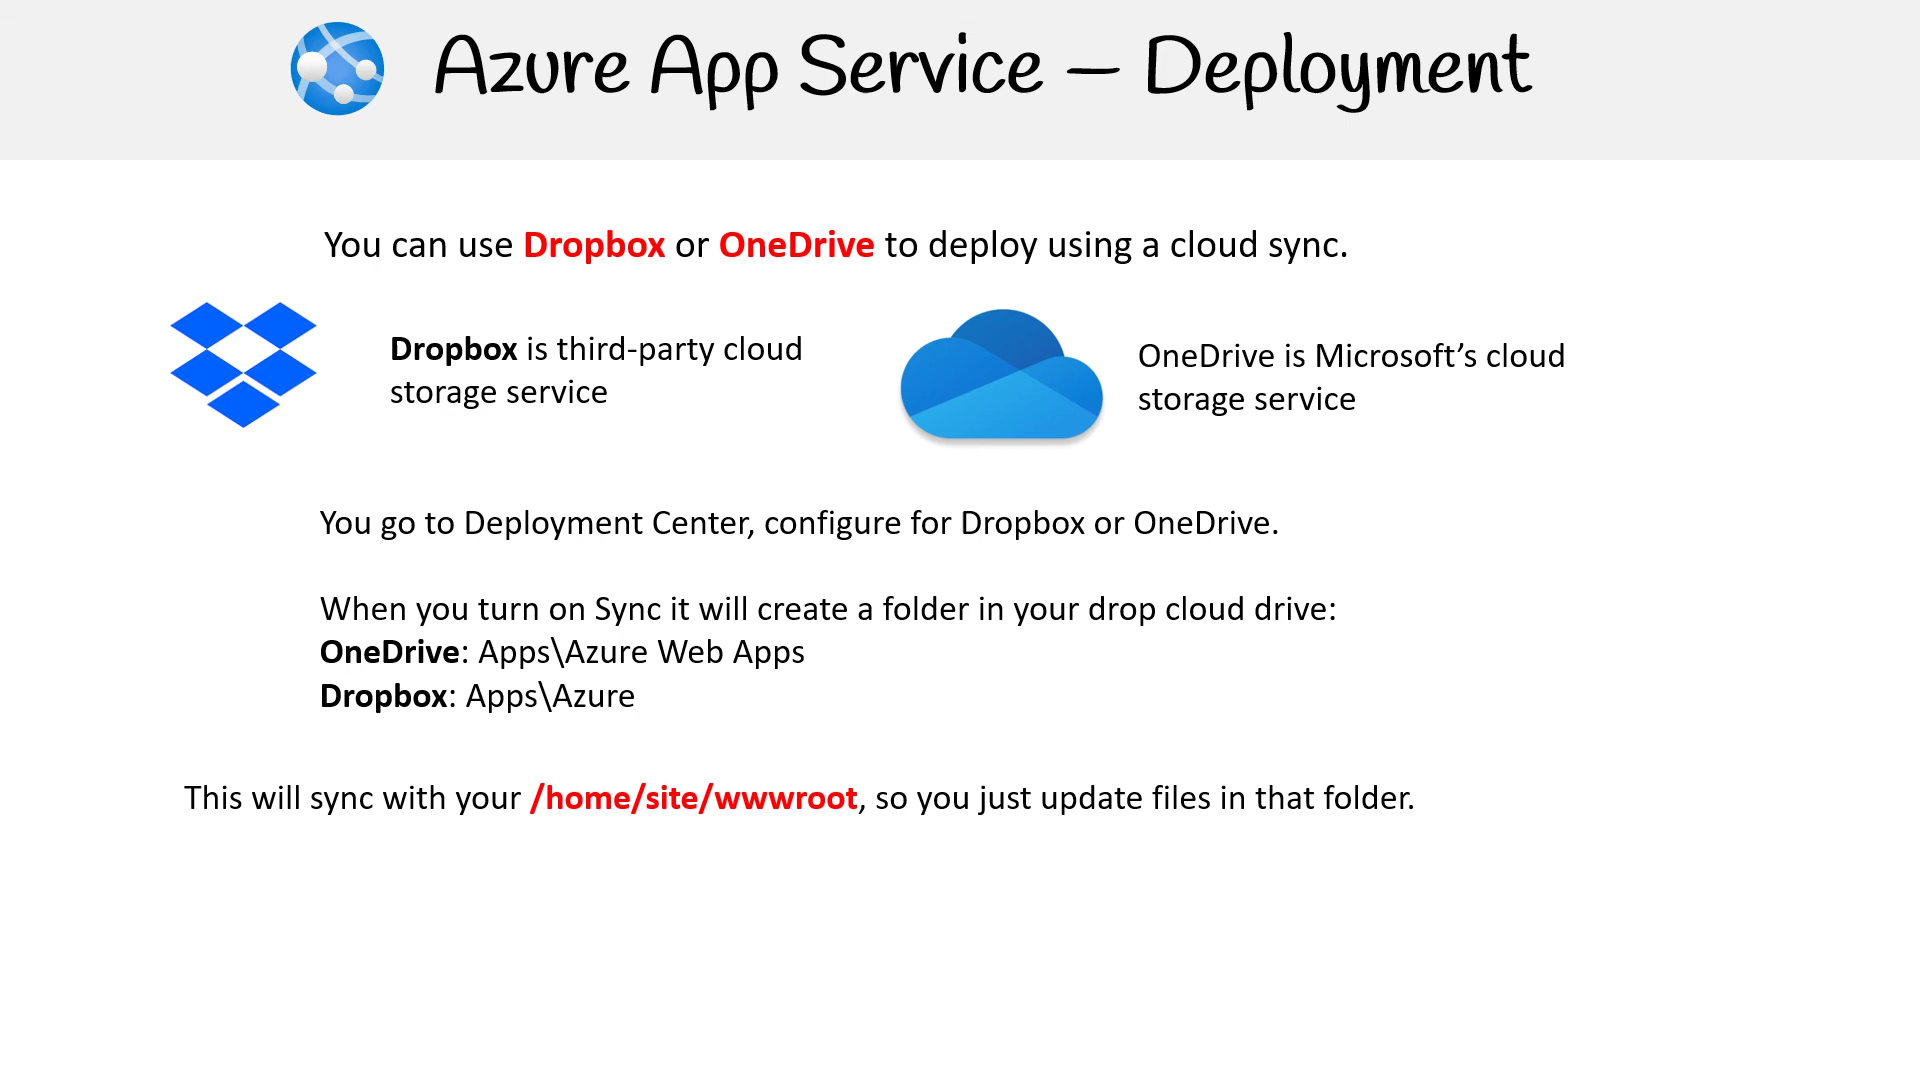 Azure App Service – Deployment
You can use Dropbox or OneDrive to deploy using a cloud sync.
Dropbox is third-party cloud
storage service
OneDrive is Microsoft’s cloud
storage service
You go to Deployment Center, configure for Dropbox or OneDrive.
When you turn on Sync it will create a folder in your drop cloud drive:
OneDrive: Apps\Azure Web Apps
Dropbox: Apps\Azure
This will sync with your /home/site/wwwroot, so you just update files in that folder.